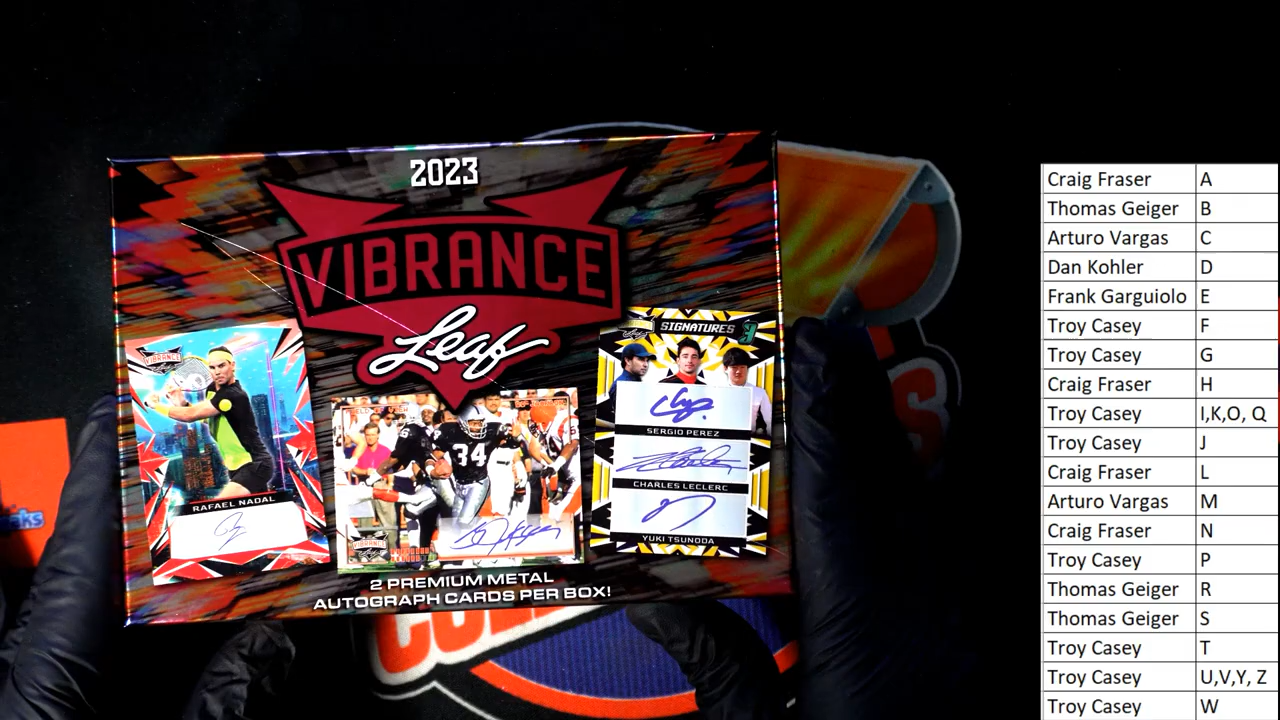 2023
VIBRANCE
Leaf
SIGNATURES
VIBRANCE
RAFAEL NADAL
34
VIBRANCE
SERGIO PEREZ
CHARLES LECLERC
YUKI TSUNODA
2 PREMIUM METAL
AUTOGRAPH CARDS PER BOX!
Craig Fraser A
Thomas Geiger B
Arturo Vargas C
Dan Kohler D
Frank Garguiolo E
Troy Casey F
Troy Casey G
Craig Fraser H
Troy Casey I,K,O, Q
Troy Casey J
Craig Fraser L
Arturo Vargas M
Craig Fraser N
Troy Casey P
Thomas Geiger R
Thomas Geiger S
Troy Casey T
Troy Casey U,V,Y, Z
Troy Casey W